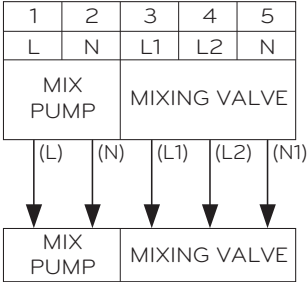 1 2 3 4 5
L N L1 L2 N
MIX PUMP MIXING VALVE
(L) (N) (L1) (L2) (N1)
MIX PUMP MIXING VALVE